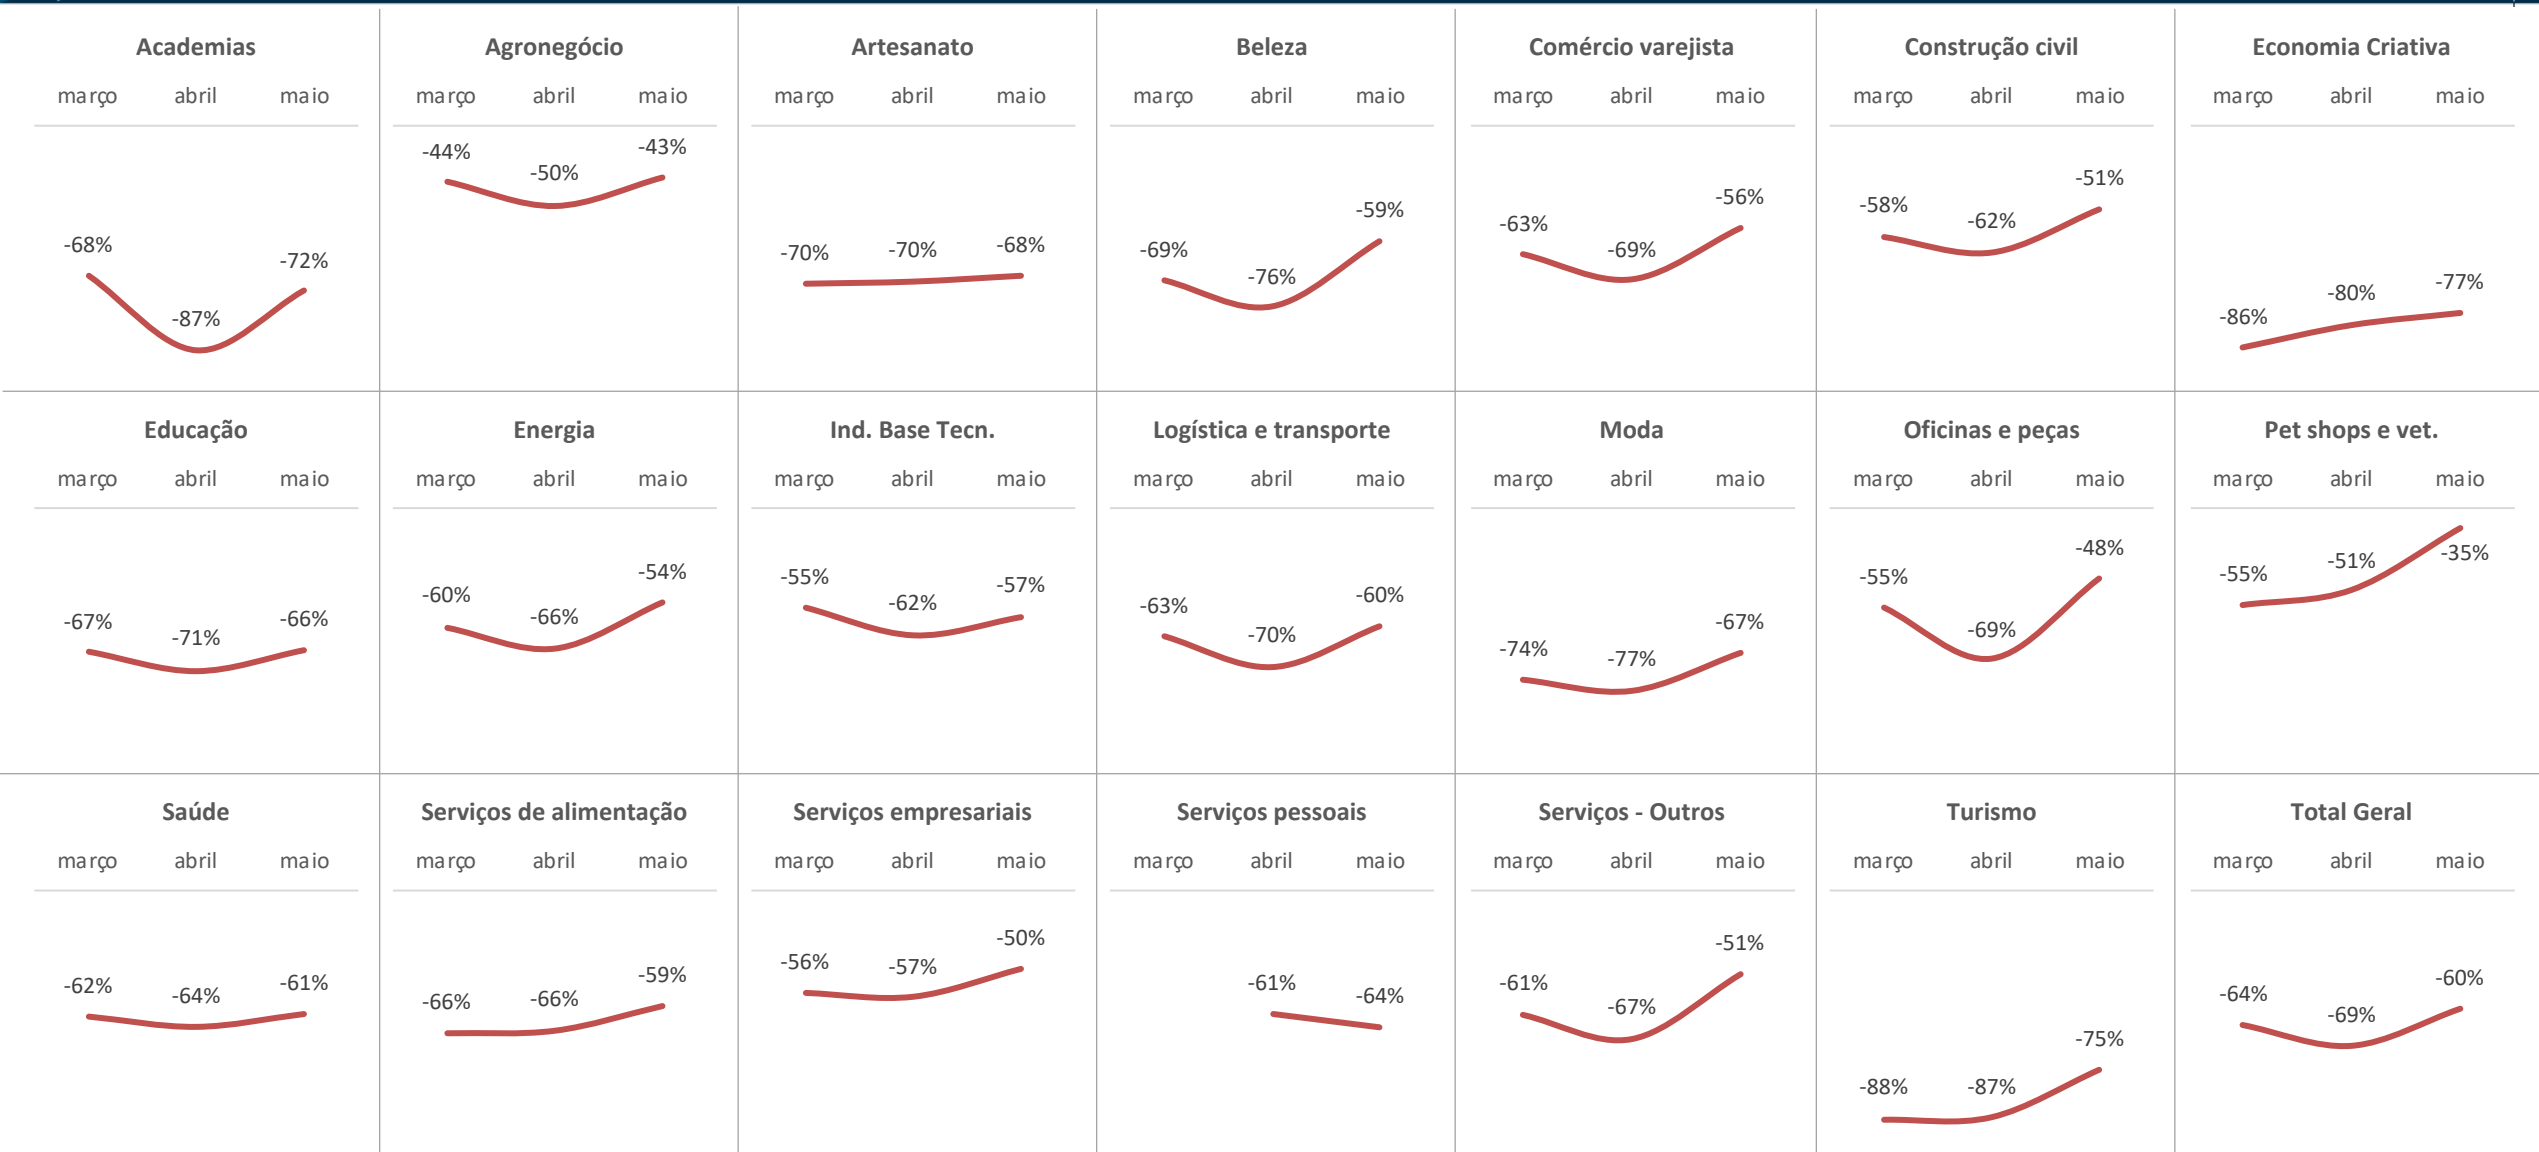 Academias
março abril maio
-68% -87% -72%
Agronegócio
março abril maio
-44% -50% -43%
Artesanato
março abril maio
-70% -70% -68%
Beleza
março abril maio
-69% -76% -59%
Comércio varejista
março abril maio
-63% -69% -56%
Construção civil
março abril maio
-58% -62% -51%
Economia Criativa
março abril maio
-86% -80% -77%
Educação
março abril maio
-67% -71% -66%
Energia
março abril maio
-60% -66% -54%
Ind. Base Tecn.
março abril maio
-55% -62% -57%
Logística e transporte
março abril maio
-63% -70% -60%
Moda
março abril maio
-74% -77% -67%
Oficinas e peças
março abril maio
-55% -69% -48%
Pet shops e vet.
março abril maio
-55% -51% -35%
Saúde
março abril maio
-62% -64% -61%
Serviços de alimentação
março abril maio
-66% -66% -59%
Serviços empresariais
março abril maio
-56% -57% -50%
Serviços pessoais
março abril maio
-61% -64%
Serviços - Outros
março abril maio
-61% -67% -51%
Turismo
março abril maio
-88% -87% -75%
Total Geral
março abril maio
-64% -69% -60%